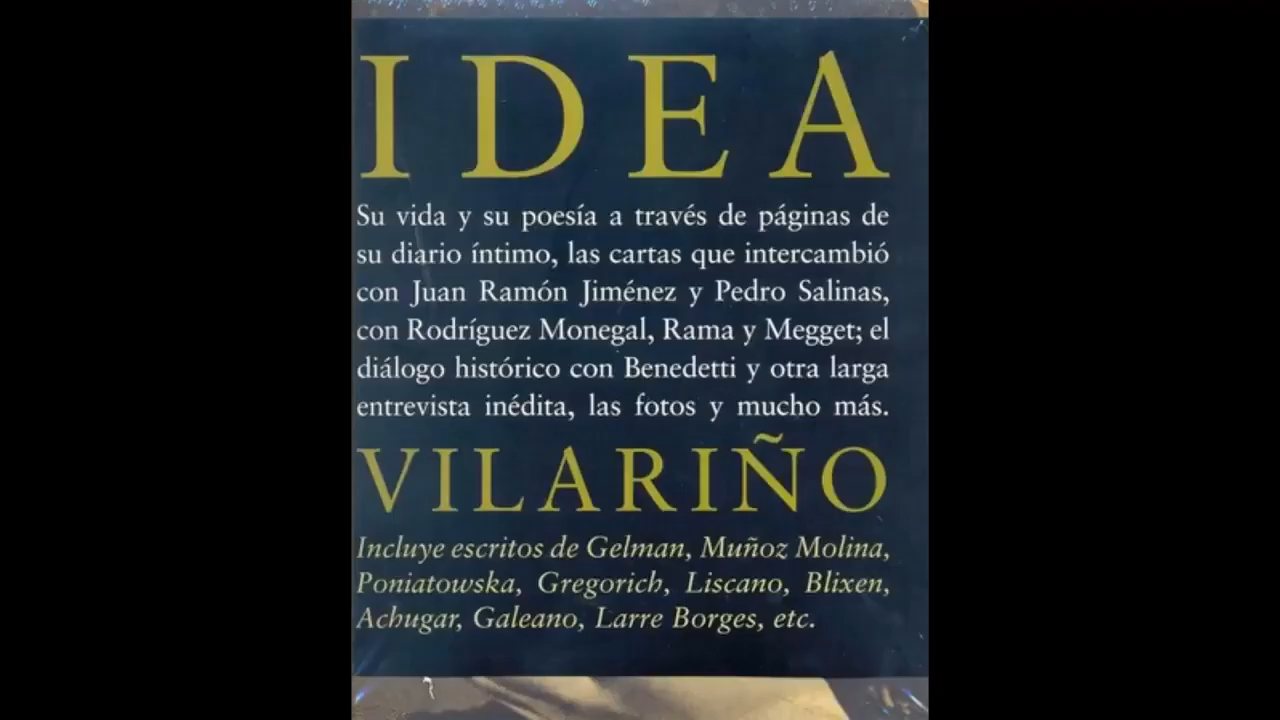 IDEA
Su vida y su poesía a través de páginas de
su diario íntimo, las cartas que intercambió
con Juan Ramón Jiménez y Pedro Salinas,
con Rodríguez Monegal, Rama y Megget; el
diálogo histórico con Benedetti y otra larga
entrevista inédita, las fotos y mucho más.
VILARIÑO
Incluye escritos de Gelman, Muñoz Molina,
Poniatowska, Gregorich, Liscano, Blixen,
Achugar, Galeano, Larre Borges, etc.